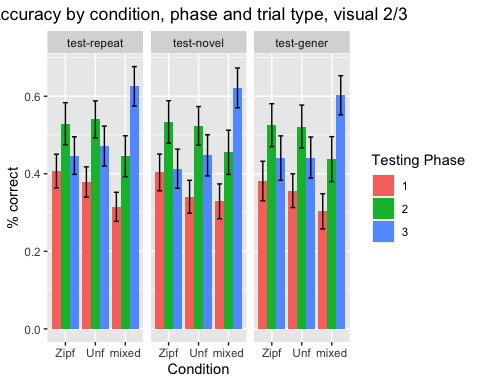 ccuracy by condition, phase and trial type, visual 2/3
test-repeat test-novel test-gener
% correct
0.6
0.4
0.2
0.0
Zipf Unf mixed Zipf Unf mixed Zipf Unf mixed
Condition
Testing Phase
1
2
3